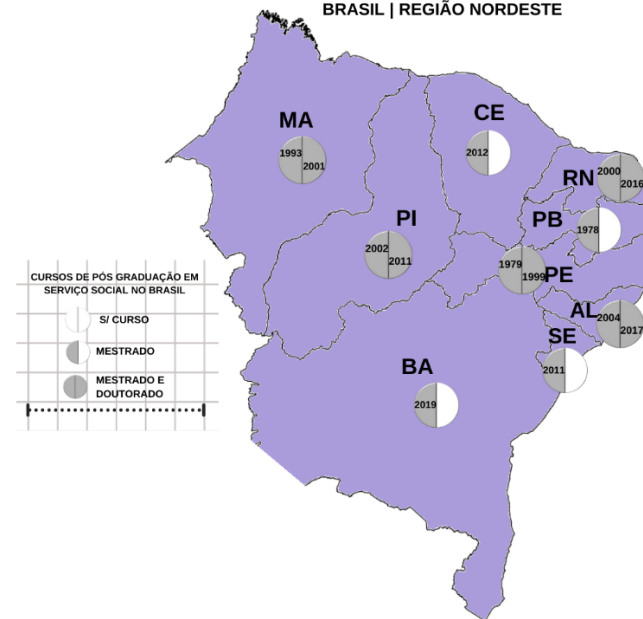 BRASIL | REGIÃO NORDESTE
MA
1993
2001
CE
2012
RN
2000
2016
PB
1978
PI
2002
2011
1979
1999
PE
AL
2004
2017
SE
2011
BA
2019
CURSOS DE PÓS GRADUAÇÃO EM
SERVIÇO SOCIAL NO BRASIL
S/ CURSO
MESTRADO
MESTRADO E
DOUTORADO